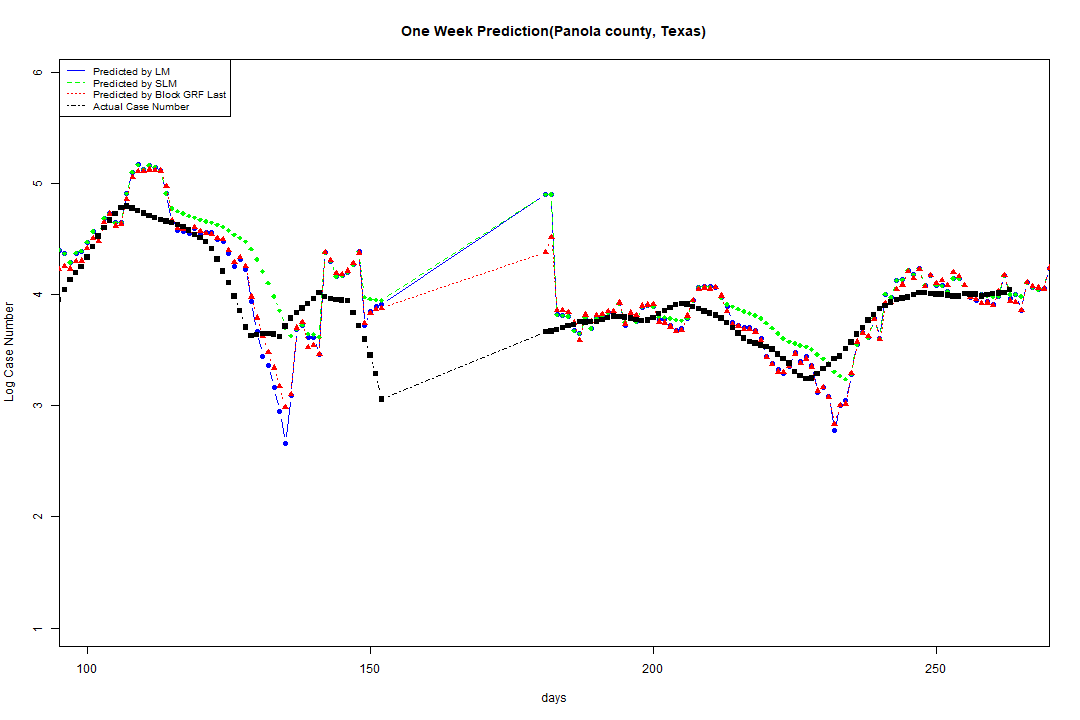 One Week Prediction(Panola county, Texas)
Predicted by LM
Predicted by SLM
Predicted by Block GRF Last
Actual Case Number
6
5
4
3
2
1
Log Case Number
100
150
200
250
days